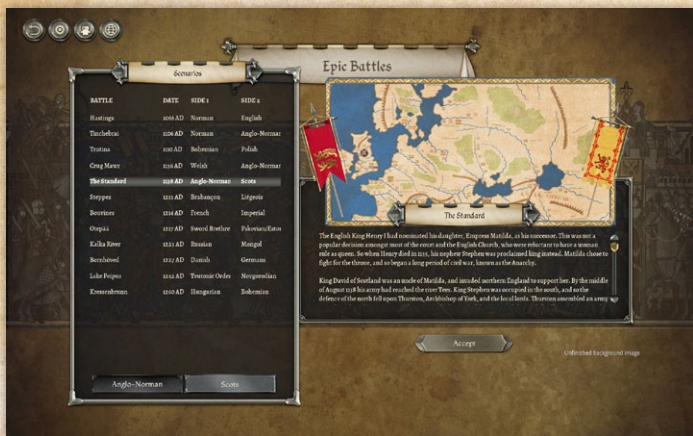 Epic Battles
Scenarios
BATTLE DATE SIDE 1 SIDE 2
Hastings 1066 AD Norman English
Tinchebrai 1106 AD Norman Anglo-Norman
Trutina 1110 AD Bohemian Polish
Crug Mawr 1136 AD Welsh Anglo-Norman
The Standard 1138 AD Anglo-Norman Scots
Steppes 1213 AD Brabançon Liégeois
Bouvines 1214 AD French Imperial
Otepää 1217 AD Sword Brethre
Kalka River 1223 AD Russian Mongol
Bornhöved 1227 AD Danish Germans
Lake Peipus 1242 AD Teutonic Order Novgorodian
Kressenbrunn 1260 AD Hungarian Bohemian
Anglo-Norman Scots
The Standard
The English King Henry I had nominated his daughter, Empress Matilda, as his successor. This was not a
popular decision amongst most of the court and the English Church, who were reluctant to have a woman
rule as queen. So when Henry died in 1135, his nephew Stephen was proclaimed king instead. Matilda chose to
fight for the throne, and so began a long period of civil war, known as the Anarchy.
King David of Scotland was an uncle of Matilda, and invaded northern England to support her. By the middle
of August 1138 his army had reached the river Tees. King Stephen was occupied in the south, and so the
defence of the north fell upon Thurston, Archbishop of York, and the local lords. Thurston assembled an army
Accept
Unfinished background image